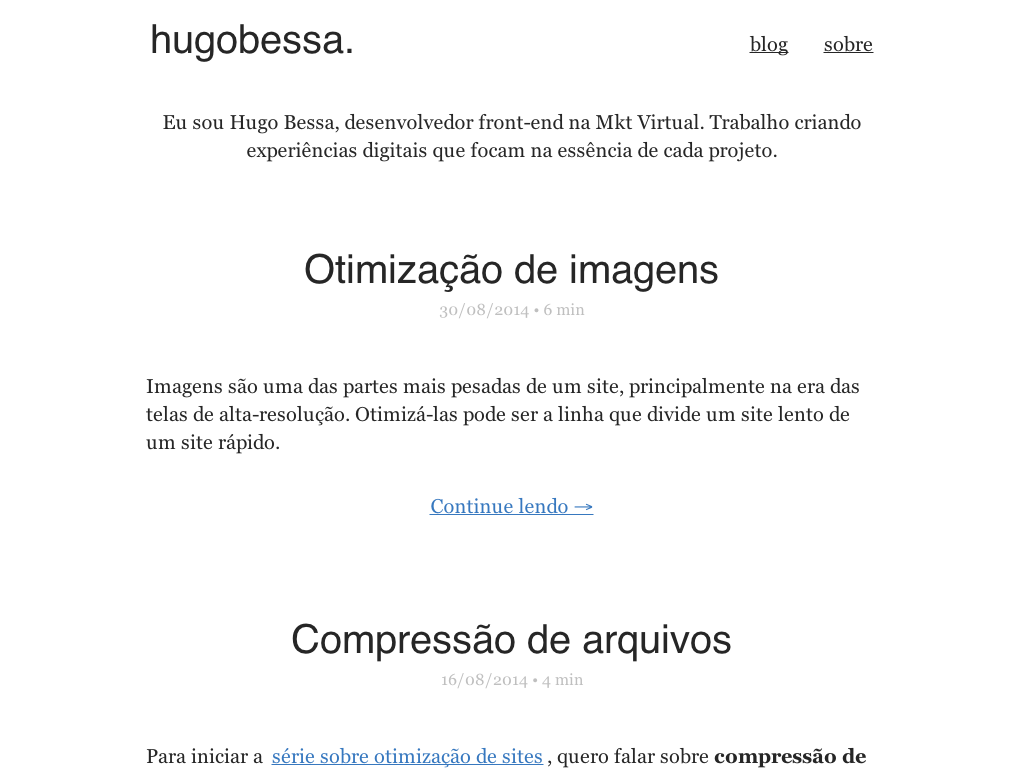 hugobessa.
blog sobre
Eu sou Hugo Bessa, desenvolvedor front-end na Mkt Virtual. Trabalho criando
experiências digitais que focam na essência de cada projeto.
Otimização de imagens
30/08/2014 • 6 min
Imagens são uma das partes mais pesadas de um site, principalmente na era das
telas de alta-resolução. Otimizá-las pode ser a linha que divide um site lento de
um site rápido.
Continue lendo →
Compressão de arquivos
16/08/2014 • 4 min
Para iniciar a série sobre otimização de sites, quero falar sobre compressão de